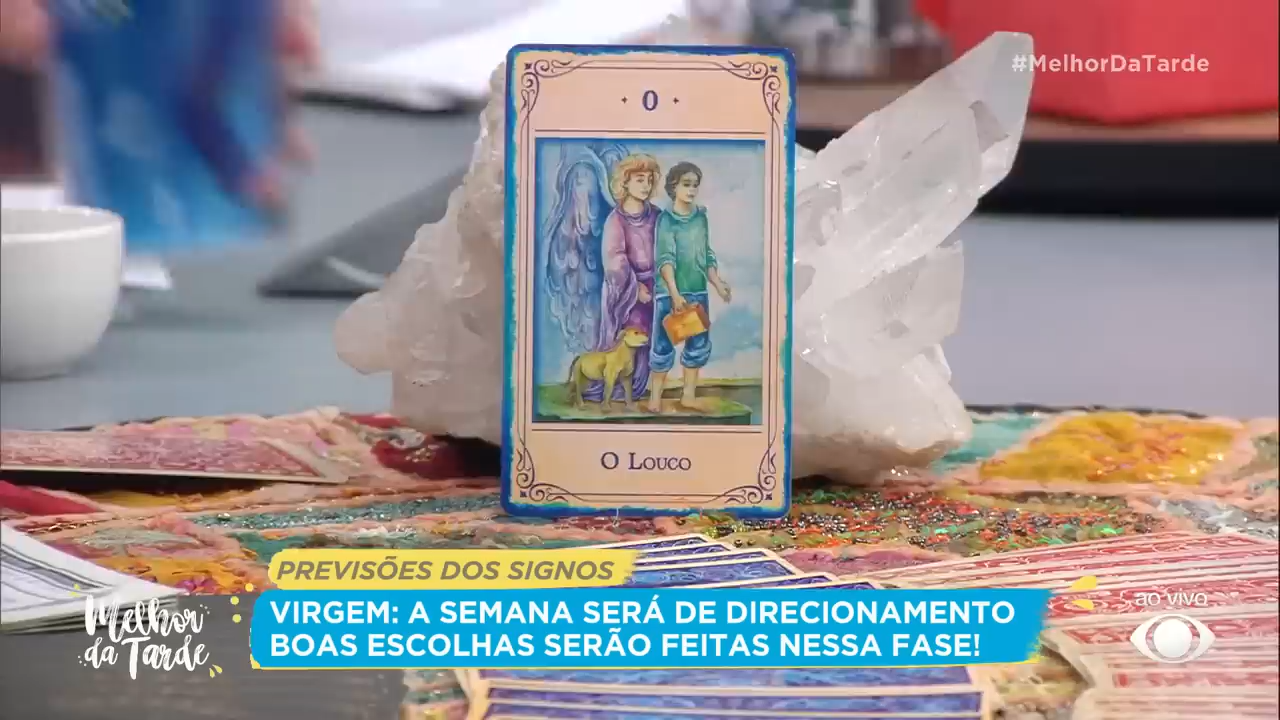 #MelhorDaTarde
0
O Louco
PREVISÕES DOS SIGNOS
VIRGEM: A SEMANA SERÁ DE DIRECIONAMENTO
BOAS ESCOLHAS SERÃO FEITAS NESSA FASE!
Melhor
da Tarde
ao vivo